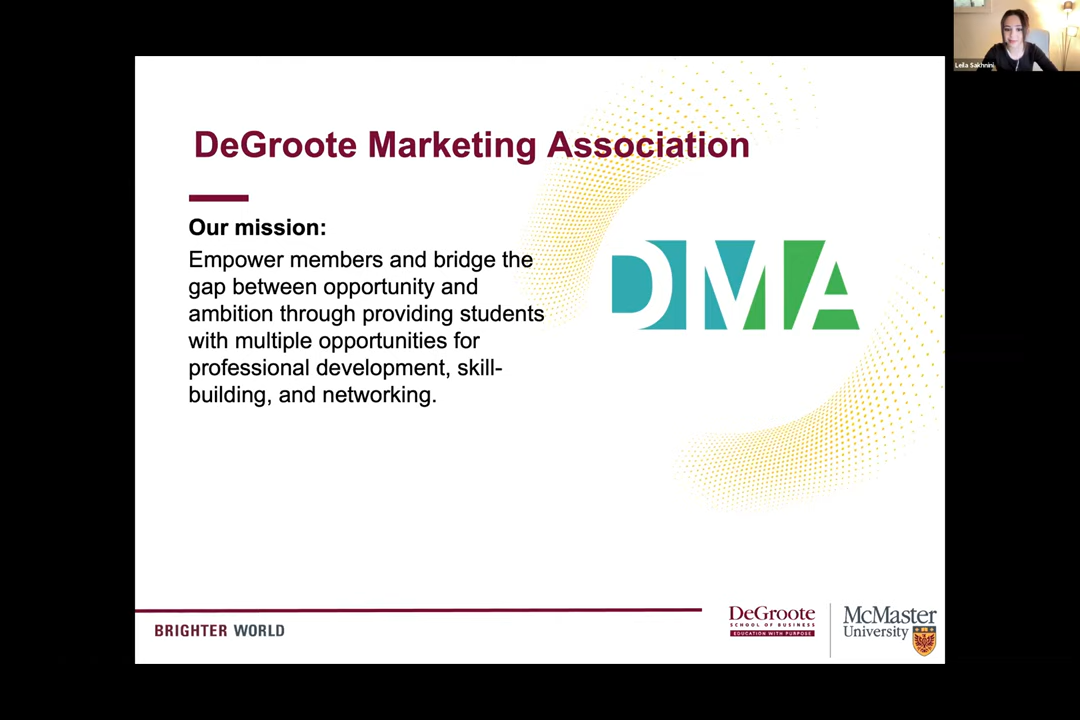 Leila Sakhnini
DeGroote Marketing Association
Our mission:
Empower members and bridge the
gap between opportunity and
ambition through providing students
with multiple opportunities for
professional development, skill-
building, and networking.
DMA
BRIGHTER WORLD
DeGroote
SCHOOL OF BUSINESS
EDUCATION WITH PURPOSE
McMaster
University